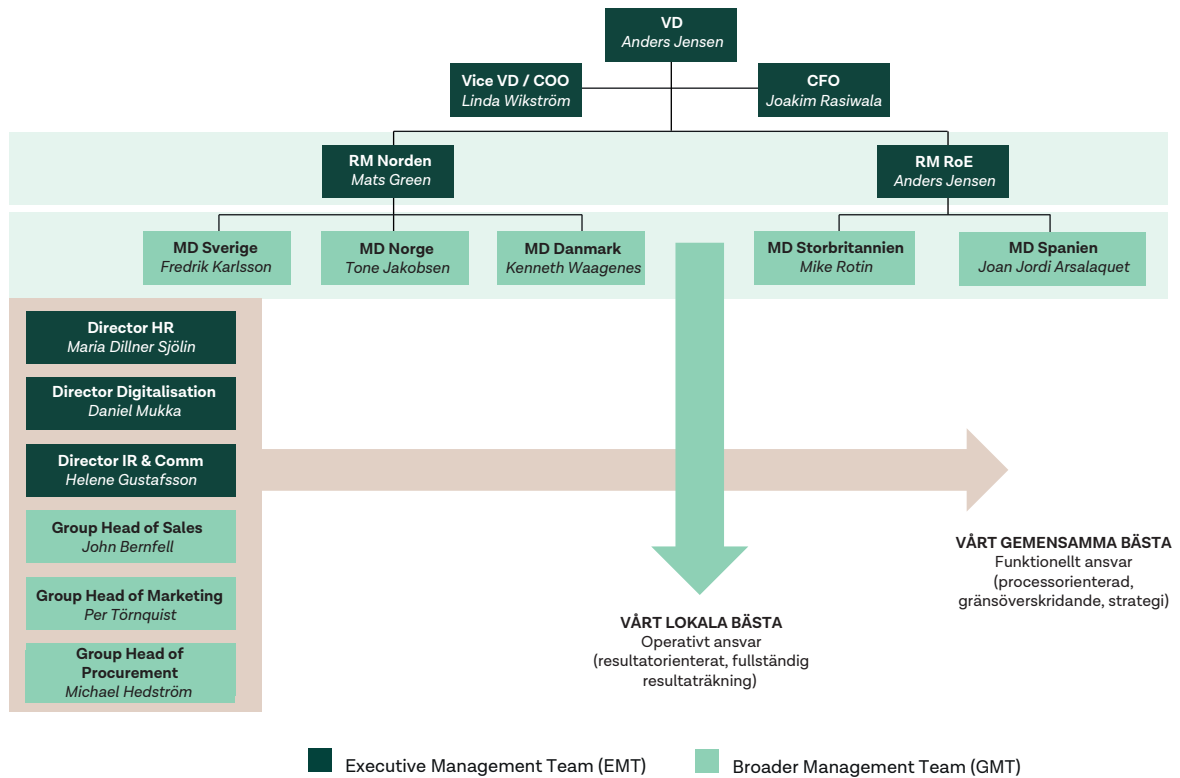 VD
Anders Jensen
Vice VD / COO
Linda Wikström
CFO
Joakim Rasiwala
RM Norden
Mats Green
RM RoE
Anders Jensen
MD Sverige
Fredrik Karlsson
MD Norge
Tone Jakobsen
MD Danmark
Kenneth Waagenes
MD Storbritannien
Mike Rotin
MD Spanien
Joan Jordi Arsalaquet
Director HR
Maria Dillner Sjölin
Director Digitalisation
Daniel Mukka
Director IR & Comm
Helene Gustafsson
Group Head of Sales
John Bernfell
Group Head of Marketing
Per Törnquist
Group Head of
Procurement
Michael Hedström
VÅRT GEMENSAMMA BÄSTA
Funktionellt ansvar
(processorienterad,
gränsöverskridande, strategi)
VÅRT LOKALA BÄSTA
Operativt ansvar
(resultatorienterat, fullständig
resultaträkning)
Executive Management Team (EMT)
Broader Management Team (GMT)